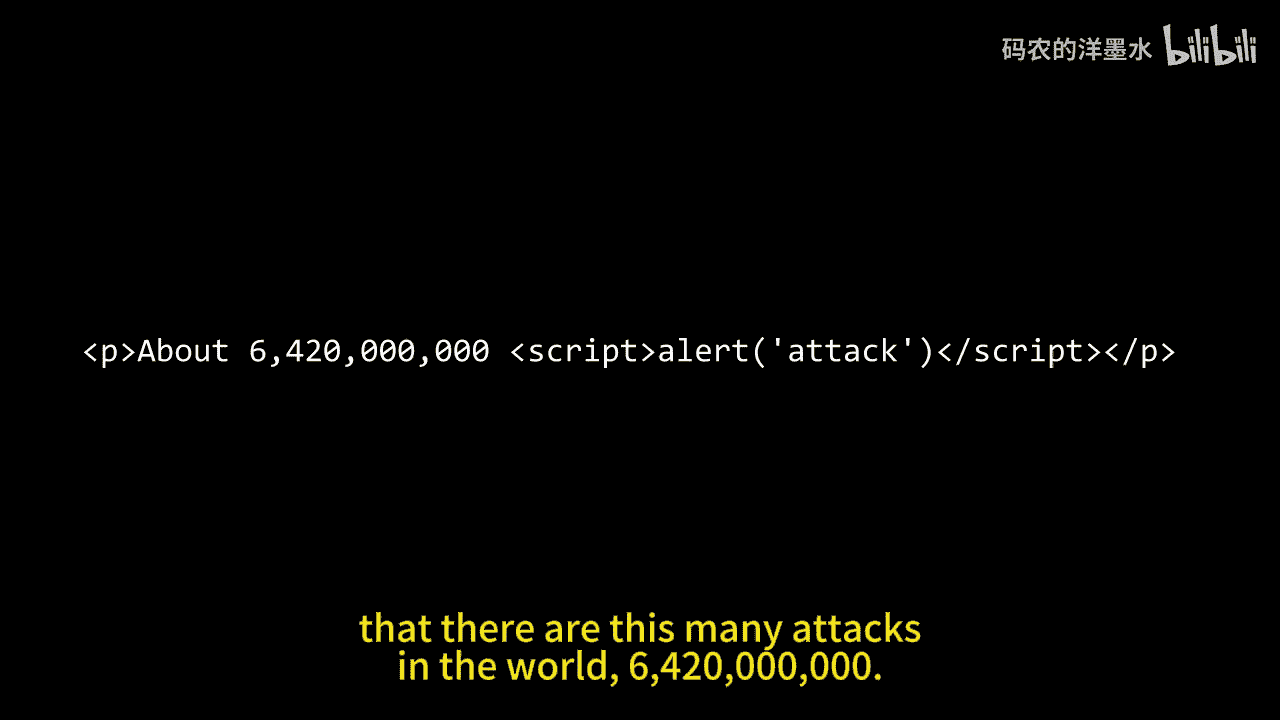 码农的洋墨水 bilibili
<p>About 6,420,000,000 <script>alert('attack')</script></p>
that there are this many attacks
in the world, 6,420,000,000.